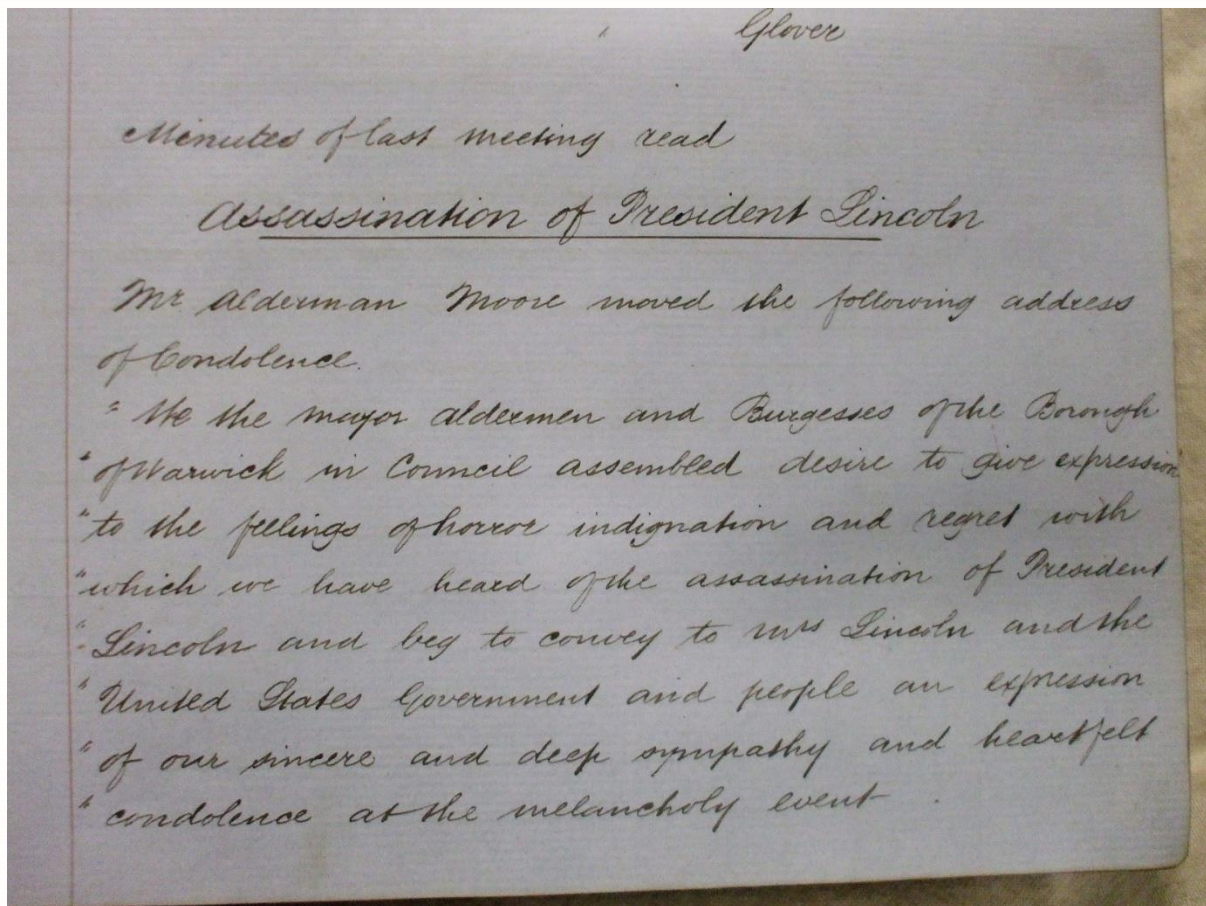 " Glover
Minutes of last meeting read
Assassination of President Lincoln
Mr Alderman Moore moved the following address
of Condolence.
" We the mayor aldermen and Burgesses of the Borough
" of Warwick in Council assembled desire to give expression
" to the feelings of horror indignation and regret with
" which we have heard of the assassination of President
" Lincoln and beg to convey to Mrs Lincoln and the
" United States Government and people an expression
" of our sincere and deep sympathy and heartfelt
" condolence at the melancholy event .